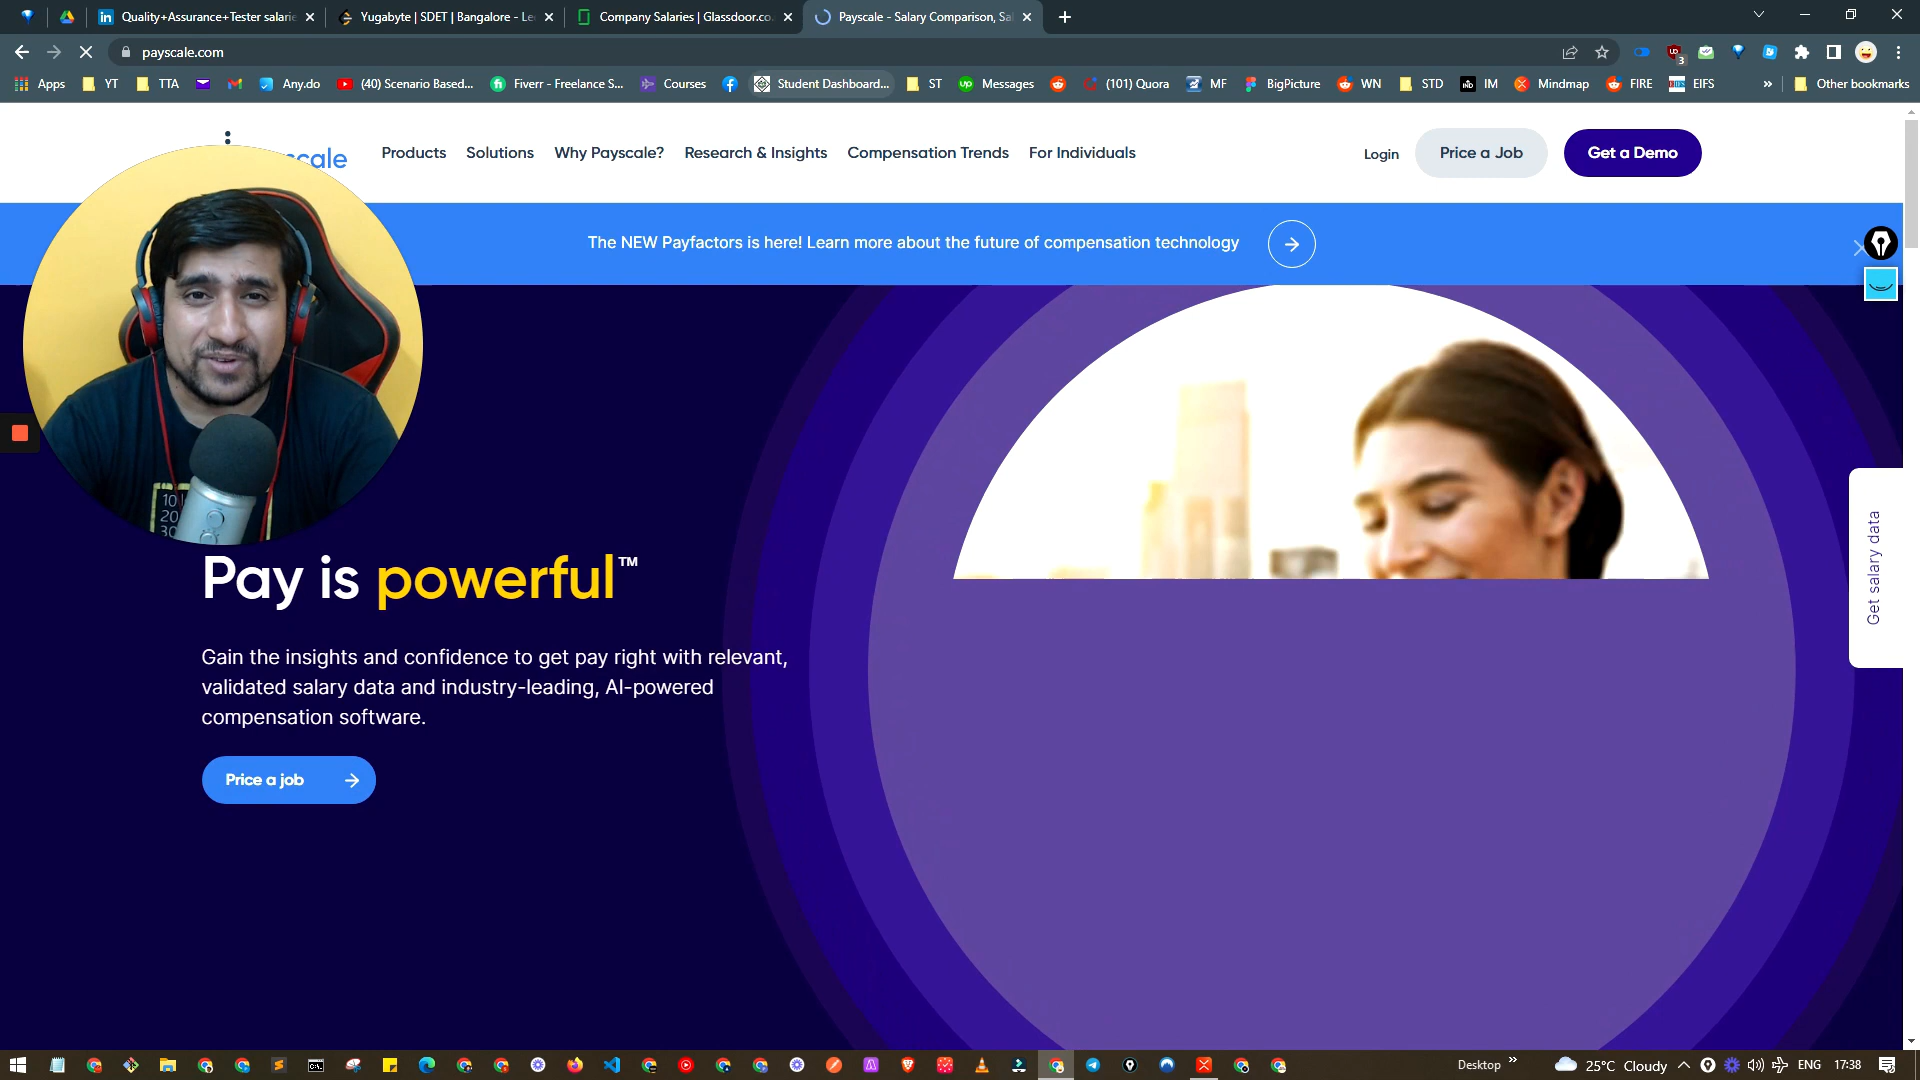 Quality+Assurance+Tester salarie
Yugabyte | SDET | Bangalore - Le
Company Salaries | Glassdoor.co.
Payscale - Salary Comparison, Sa
payscale.com
3
Apps
YT
TTA
Any.do
(40) Scenario Based...
Fiverr - Freelance S...
Courses
Student Dashboard...
ST
Messages
(101) Quora
MF
BigPicture
WN
STD
IM
Mindmap
FIRE
EIFS
»
Other bookmarks
scale
Products
Solutions
Why Payscale?
Research & Insights
Compensation Trends
For Individuals
Login
Price a Job
Get a Demo
The NEW Payfactors is here! Learn more about the future of compensation technology
10
20
30
Get salary data
Pay is powerful™
Gain the insights and confidence to get pay right with relevant,
validated salary data and industry-leading, AI-powered
compensation software.
Price a job
Desktop
25°C Cloudy
ENG
17:38